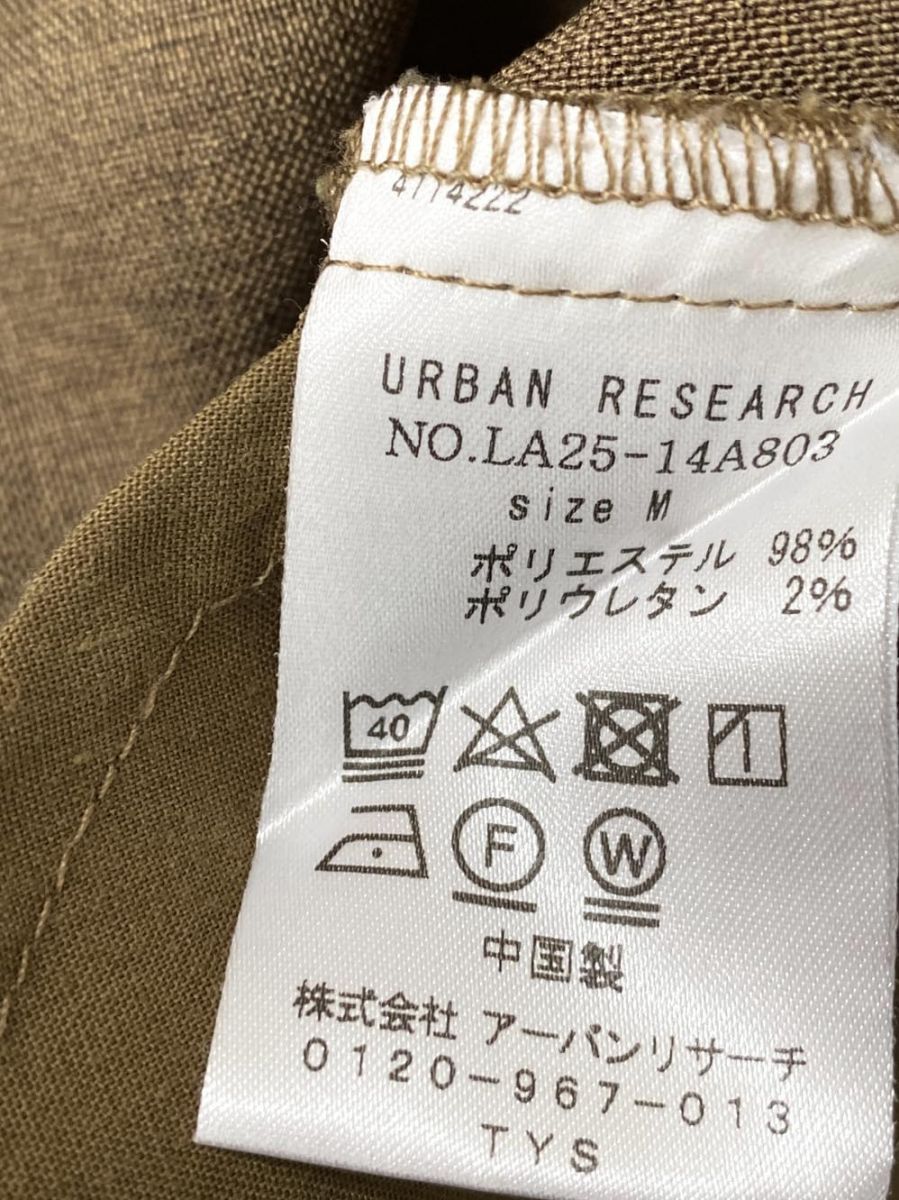 4114222
URBAN RESEARCH
NO.LA25-14A803
size M
ポリエステル 98%
ポリウレタン 2%
40
F W
中国製
株式会社 アーバンリサーチ
0120-967-013
TYS